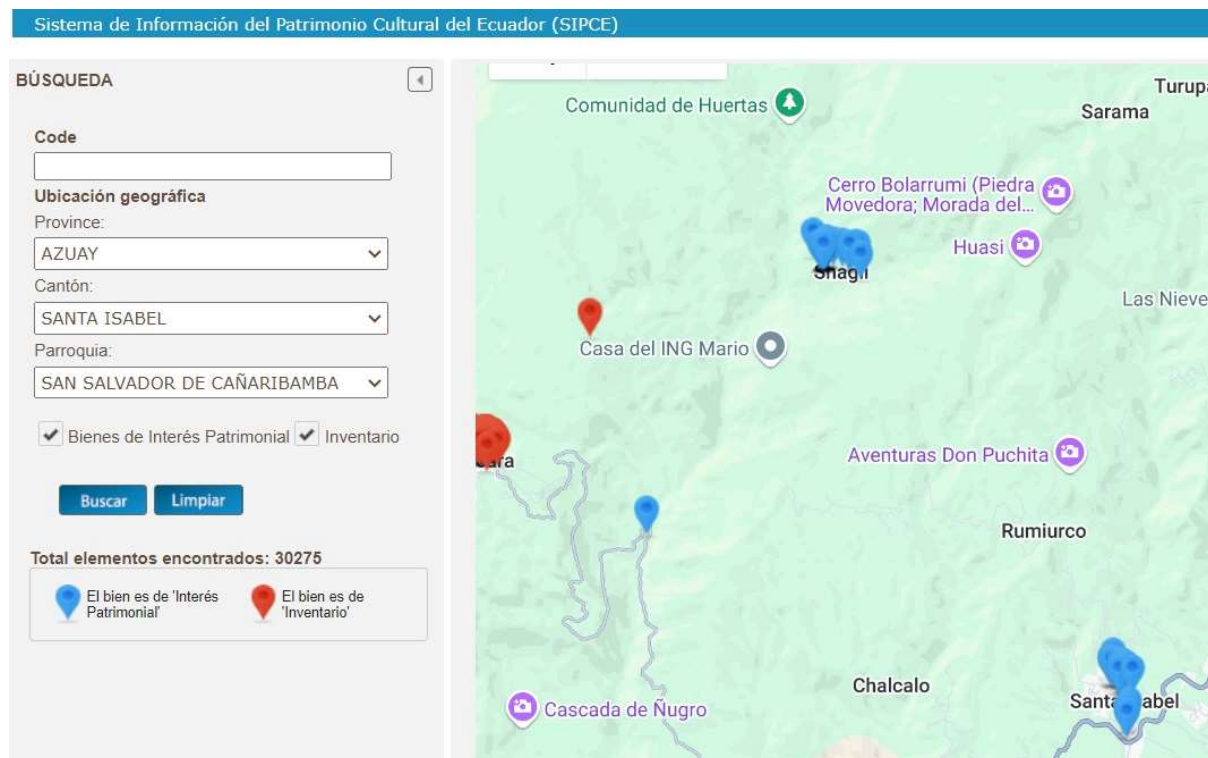 Sistema de Información del Patrimonio Cultural del Ecuador (SIPCE)
BÚSQUEDA
Code
Ubicación geográfica
Province:
AZUAY
Cantón:
SANTA ISABEL
Parroquia:
SAN SALVADOR DE CAÑARIBAMBA
Bienes de Interés Patrimonial Inventario
Buscar Limpiar
Total elementos encontrados: 30275
El bien es de 'Interés
Patrimonial'
El bien es de
'Inventario'
Comunidad de Huertas
Sarama
Cerro Bolarrumi (Piedra
Movedora; Morada del...
Huasi
Las Nieve
Casa del ING Mario
Aventuras Don Puchita
Rumiurco
Chalcalo
Cascada de Ñugro